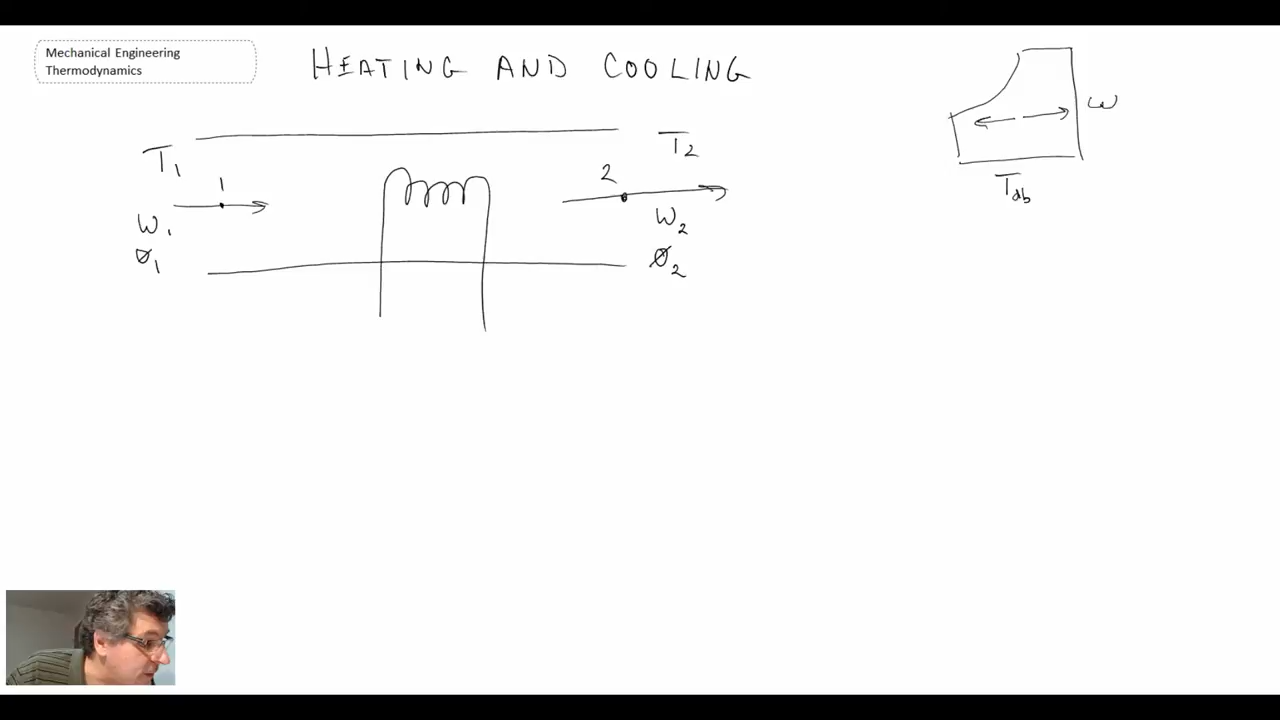 Mechanical Engineering
Thermodynamics
HEATING AND COOLING
T₁
1
W₁
Ø₁
2
T₂
W₂
Ø₂
ω
Tdb